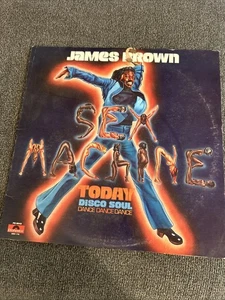 JAMES BROWN
SEX
MACHINE
TODAY
DISCO SOUL
DANCE DANCE DANCE